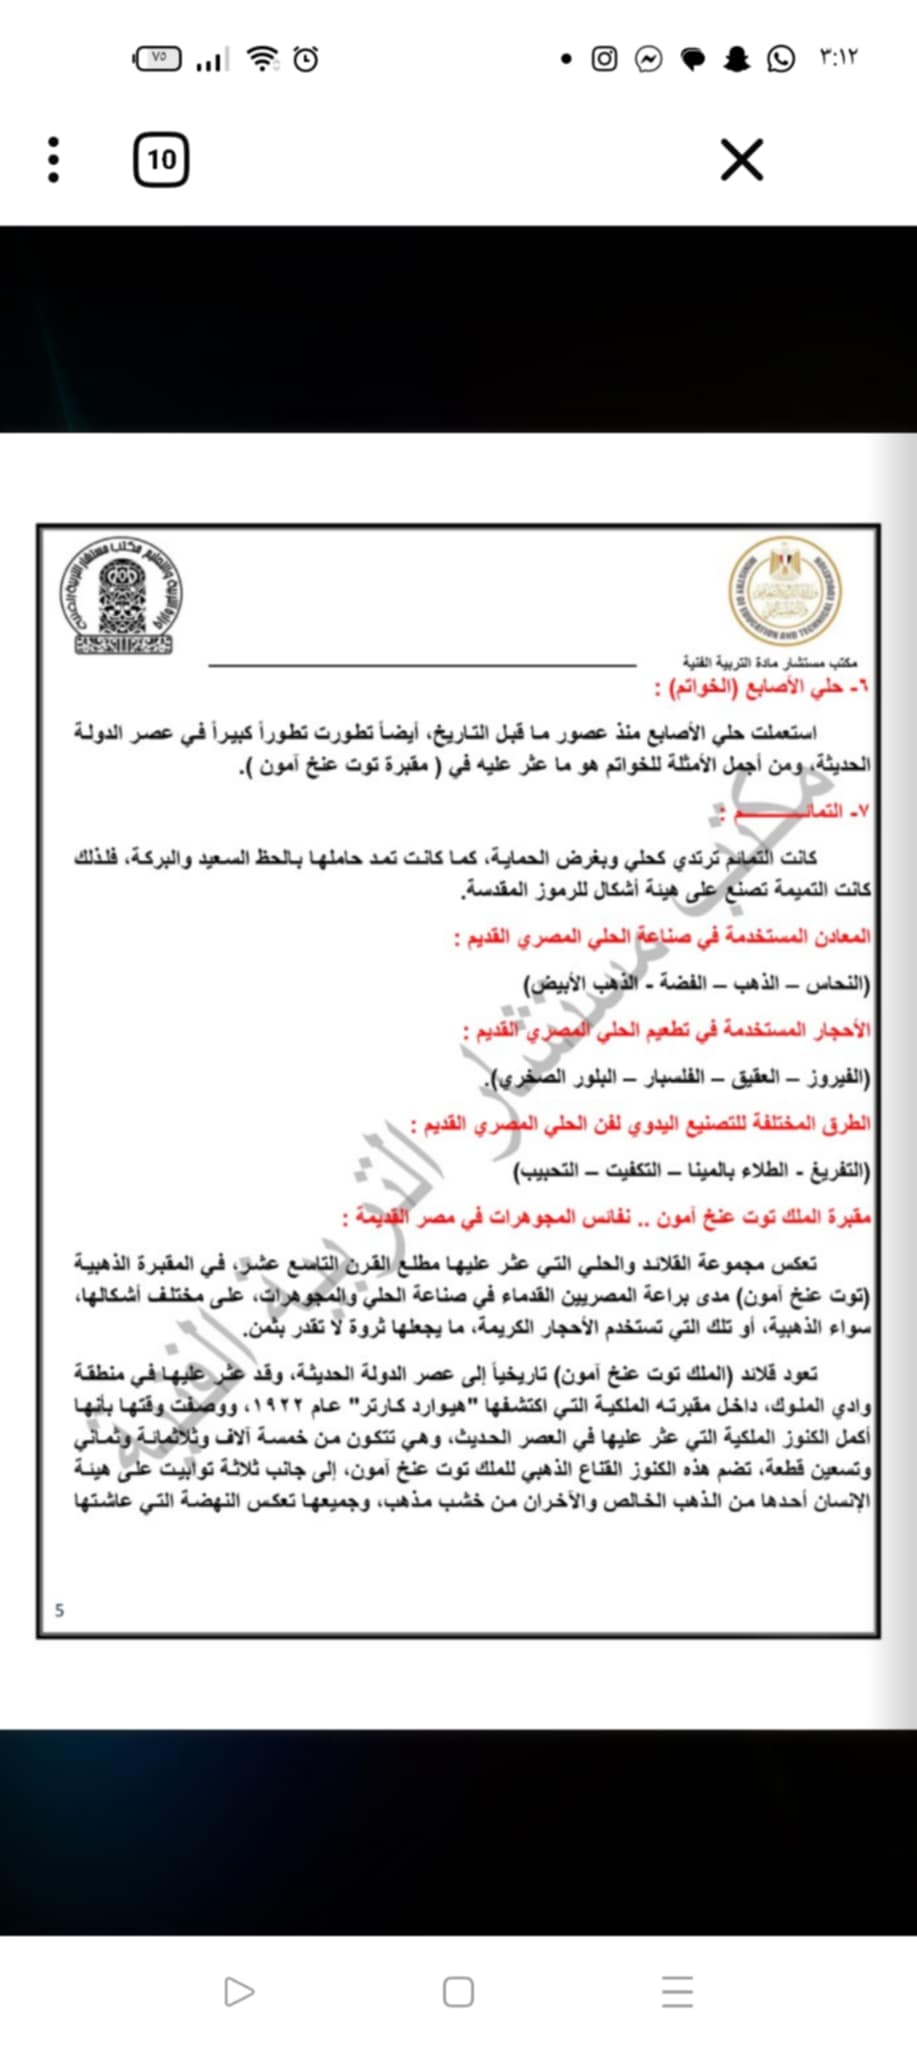 ٣:١٢
٧٥
10
مكتب مستشار مادة التربية الفنية
٦- حلي الأصابع (الخواتم) :
استعملت حلي الأصابع منذ عصور ما قبل التاريخ، أيضاً تطورت تطوراً كبيراً في عصر الدولة
الحديثة، ومن أجمل الأمثلة للخواتم هو ما عثر عليه في ( مقبرة توت عنخ آمون ).
٧- التمائـــــــــــم :
كانت التمائم ترتدي كحلي وبغرض الحماية، كما كانت تمد حاملها بالحظ السعيد والبركة، فلذلك
كانت التميمة تصنع على هيئة أشكال للرموز المقدسة.
المعادن المستخدمة في صناعة الحلي المصري القديم :
(النحاس – الذهب – الفضة - الذهب الأبيض)
الأحجار المستخدمة في تطعيم الحلي المصري القديم :
(الفيروز – العقيق – الفلسبار – البلور الصخري).
الطرق المختلفة للتصنيع اليدوي لفن الحلي المصري القديم :
(التفريغ - الطلاء بالمينا – التكفيت – التحبيب)
مقبرة الملك توت عنخ آمون .. نفائس المجوهرات في مصر القديمة :
تعكس مجموعة القلائد والحلي التي عثر عليها مطلع القرن التاسع عشر، في المقبرة الذهبية
(توت عنخ آمون) مدى براعة المصريين القدماء في صناعة الحلي والمجوهرات، على مختلف أشكالها،
سواء الذهبية، أو تلك التي تستخدم الأحجار الكريمة، ما يجعلها ثروة لا تقدر بثمن.
تعود قلائد (الملك توت عنخ آمون) تاريخياً إلى عصر الدولة الحديثة، وقد عثر عليها في منطقة
وادي الملوك، داخل مقبرته الملكية التي اكتشفها "هيوارد كارتر" عام ١٩٢٢، ووصفت وقتها بأنها
أكمل الكنوز الملكية التي عثر عليها في العصر الحديث، وهي تتكون من خمسة آلاف وثلاثمائة وثماني
وتسعين قطعة، تضم هذه الكنوز القناع الذهبي للملك توت عنخ آمون، إلى جانب ثلاثة توابيت على هيئة
الإنسان أحدها من الذهب الخالص والآخران من خشب مذهب، وجميعها تعكس النهضة التي عاشتها
مكتب مستشار التربية الفنية
5